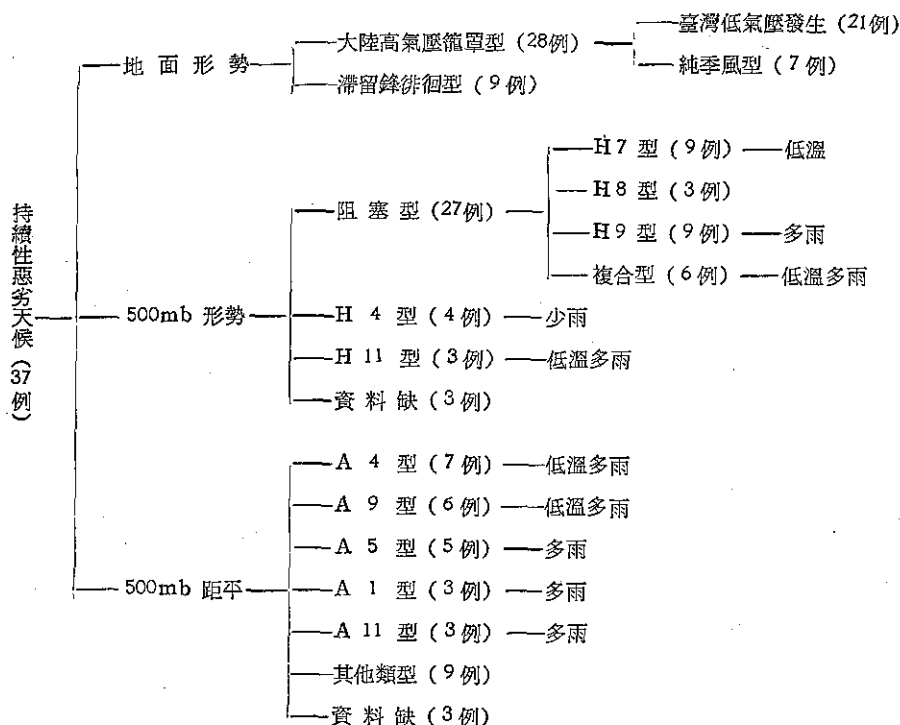 持續性惡劣天候（37例）
地面形勢
大陸高氣壓籠罩型（28例）
臺灣低氣壓發生（21例）
純季風型（7例）
滯留鋒徘徊型（9例）
500mb 形勢
阻塞型（27例）
H7 型（9例）
低溫
H8 型（3例）
H9 型（9例）
多雨
複合型（6例）
低溫多雨
H 4 型（4例）
少雨
H 11 型（3例）
低溫多雨
資料缺（3例）
500mb 距平
A 4 型（7例）
低溫多雨
A 9 型（6例）
低溫多雨
A 5 型（5例）
多雨
A 1 型（3例）
多雨
A 11 型（3例）
多雨
其他類型（9例）
資料缺（3例）